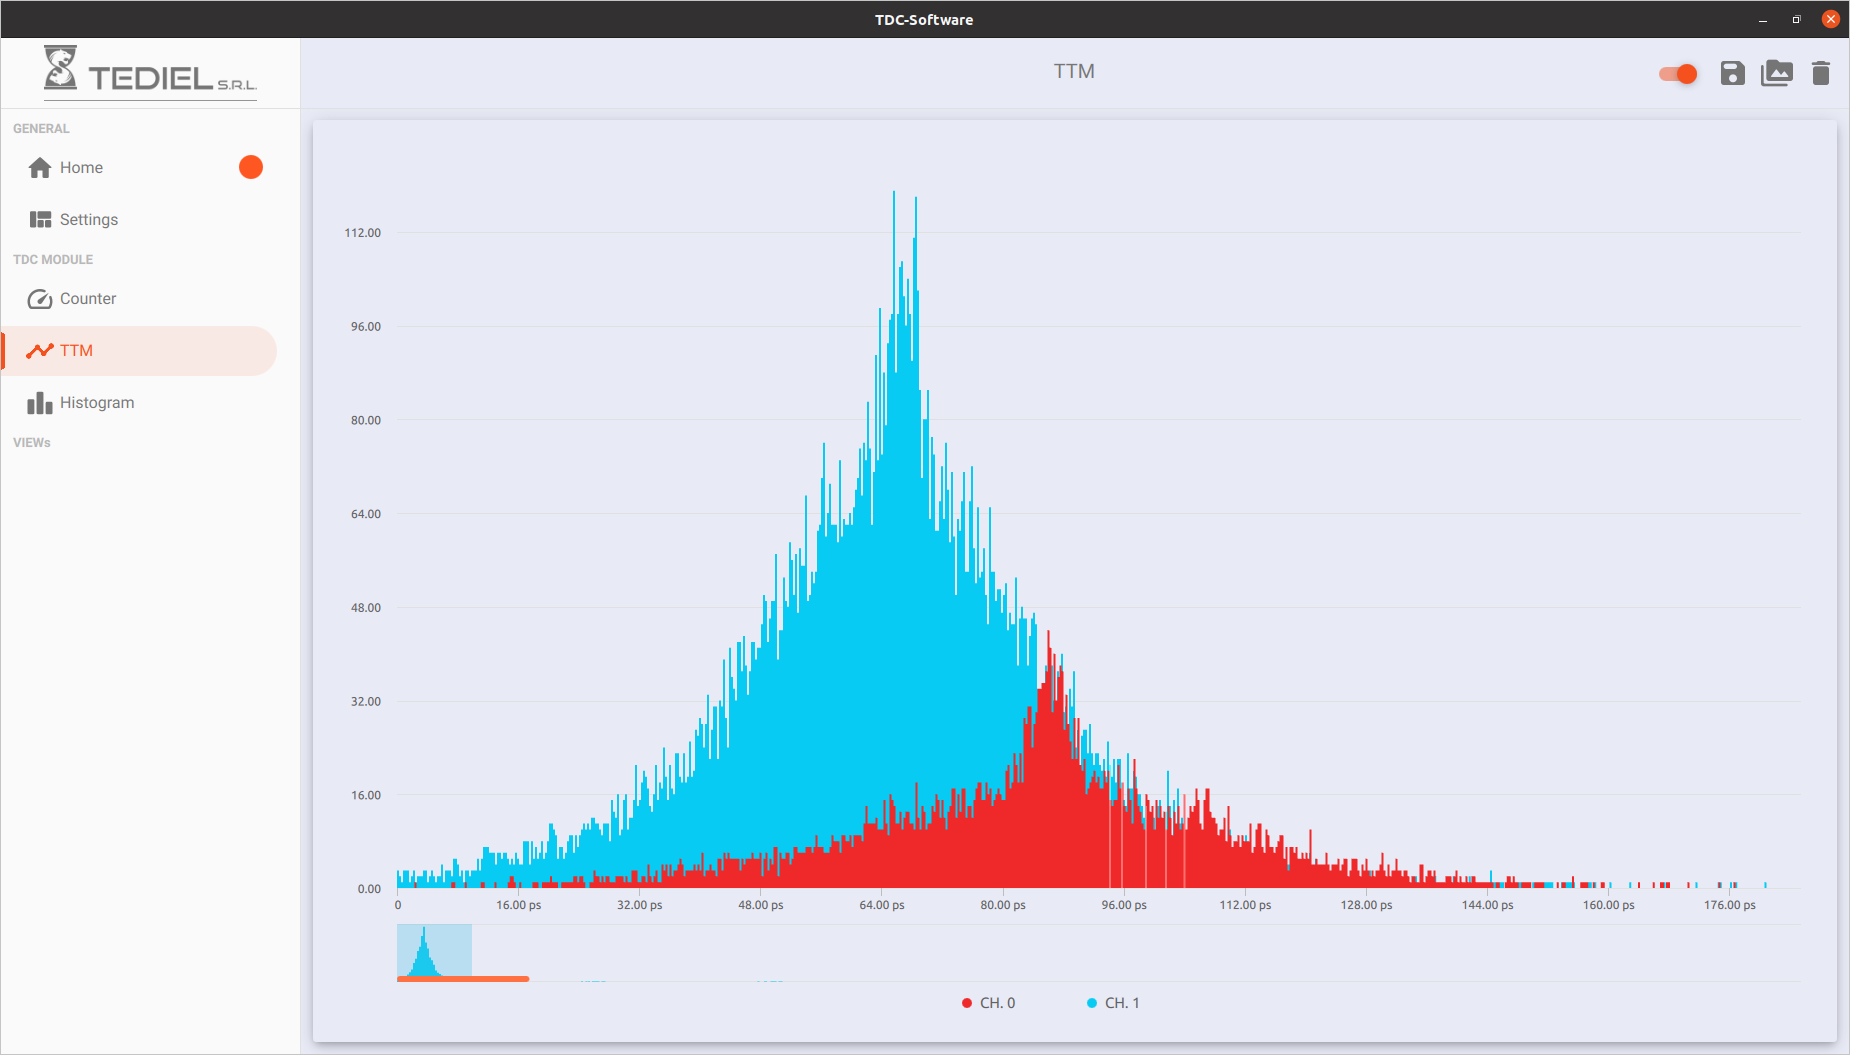 TDC-Software
TEDIEL S.R.L.
TTM
GENERAL
Home
Settings
TDC MODULE
Counter
TTM
Histogram
VIEWs
112.00
96.00
80.00
64.00
48.00
32.00
16.00
0.00
0 16.00 ps 32.00 ps 48.00 ps 64.00 ps 80.00 ps 96.00 ps 112.00 ps 128.00 ps 144.00 ps 160.00 ps 176.00 ps
CH. 0 CH. 1